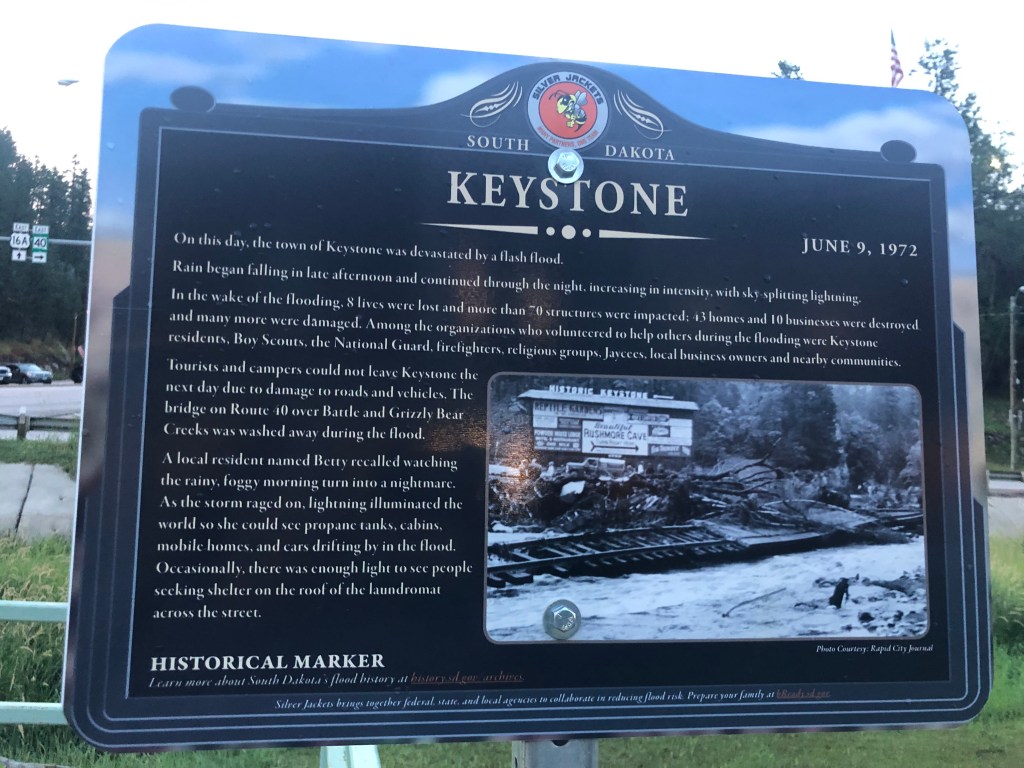 SILVER JACKETS
SOUTH DAKOTA
KEYSTONE
JUNE 9, 1972
On this day, the town of Keystone was devastated by a flash flood.
Rain began falling in late afternoon and continued through the night, increasing in intensity, with sky-splitting lightning.
In the wake of the flooding, 8 lives were lost and more than 70 structures were impacted; 43 homes and 10 businesses were destroyed
and many more were damaged. Among the organizations who volunteered to help others during the flooding were Keystone
residents, Boy Scouts, the National Guard, firefighters, religious groups, Jaycees, local business owners and nearby communities.
Tourists and campers could not leave Keystone the
next day due to damage to roads and vehicles. The
bridge on Route 40 over Battle and Grizzly Bear
Creeks was washed away during the flood.
A local resident named Betty recalled watching
the rainy, foggy morning turn into a nightmare.
As the storm raged on, lightning illuminated the
world so she could see propane tanks, cabins,
mobile homes, and cars drifting by in the flood.
Occasionally, there was enough light to see people
seeking shelter on the roof of the laundromat
across the street.
HISTORIC KEYSTONE
REPTILE GARDENS
Beautiful
RUSHMORE CAVE
Photo Courtesy: Rapid City Journal
HISTORICAL MARKER
Learn more about South Dakota's flood history at history.sd.gov/archives.
Silver Jackets brings together federal, state, and local agencies to collaborate in reducing flood risk. Prepare your family at bReady.sd.gov.
EAST EAST
16A 40